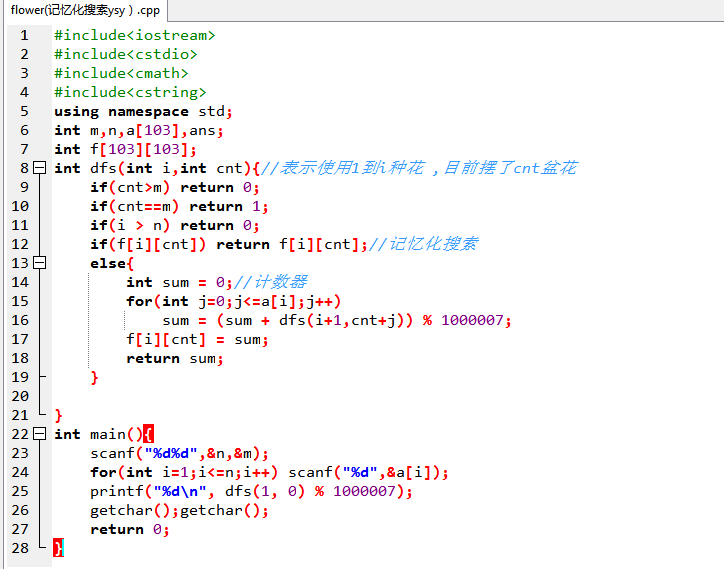 flower(记忆化搜索ysy）.cpp
1 #include<iostream>
2 #include<cstdio>
3 #include<cmath>
4 #include<cstring>
5 using namespace std;
6 int m,n,a[103],ans;
7 int f[103][103];
8 int dfs(int i,int cnt){//表示使用1到i种花 ,目前摆了cnt盆花
9 if(cnt>m) return 0;
10 if(cnt==m) return 1;
11 if(i > n) return 0;
12 if(f[i][cnt]) return f[i][cnt];//记忆化搜索
13 else{
14 int sum = 0;//计数器
15 for(int j=0;j<=a[i];j++)
16 sum = (sum + dfs(i+1,cnt+j)) % 1000007;
17 f[i][cnt] = sum;
18 return sum;
19 }
20
21 }
22 int main(){
23 scanf("%d%d",&n,&m);
24 for(int i=1;i<=n;i++) scanf("%d",&a[i]);
25 printf("%d\n", dfs(1, 0) % 1000007);
26 getchar();getchar();
27 return 0;
28 }